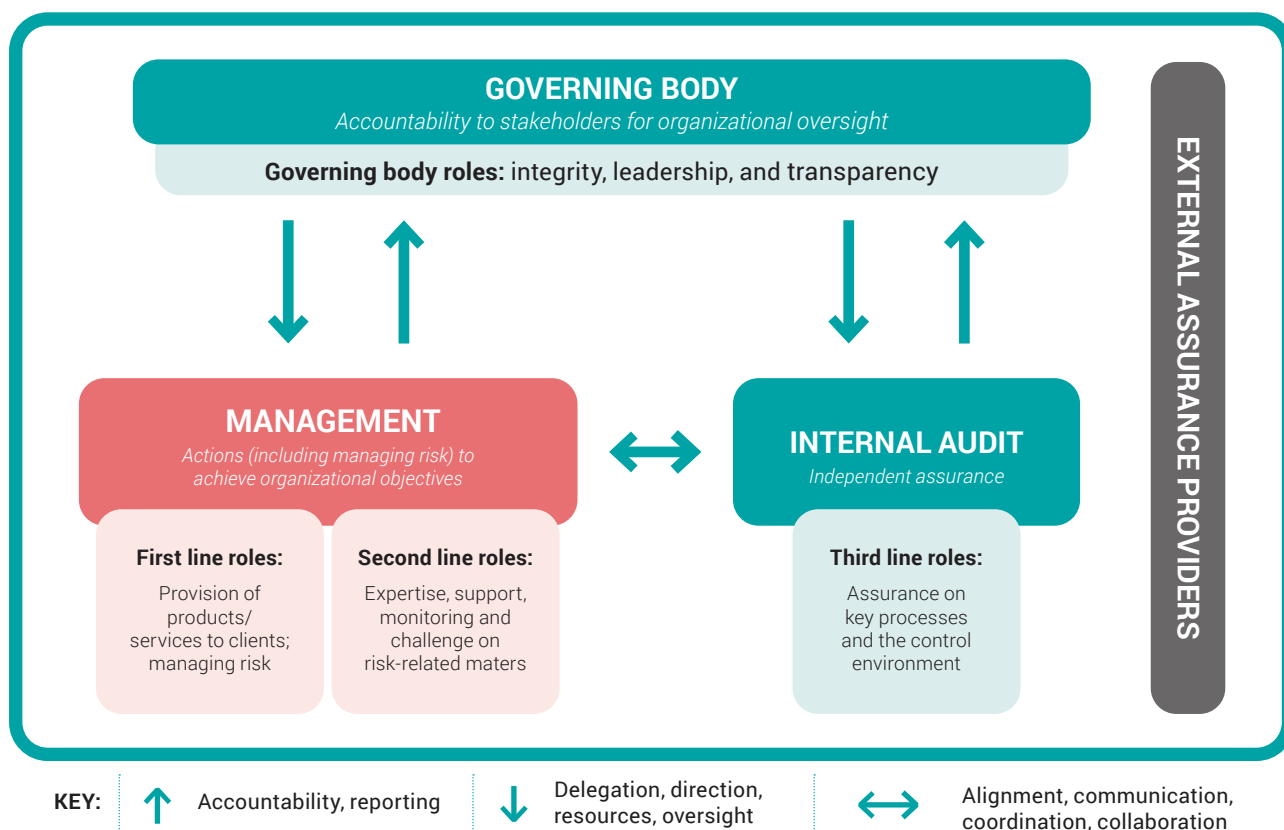 GOVERNING BODY
Accountability to stakeholders for organizational oversight
Governing body roles: integrity, leadership, and transparency
MANAGEMENT
Actions (including managing risk) to
achieve organizational objectives
INTERNAL AUDIT
Independent assurance
First line roles:
Provision of
products/
services to clients;
managing risk
Second line roles:
Expertise, support,
monitoring and
challenge on
risk-related maters
Third line roles:
Assurance on
key processes
and the control
environment
EXTERNAL ASSURANCE PROVIDERS
KEY:
Accountability, reporting
Delegation, direction,
resources, oversight
Alignment, communication,
coordination, collaboration